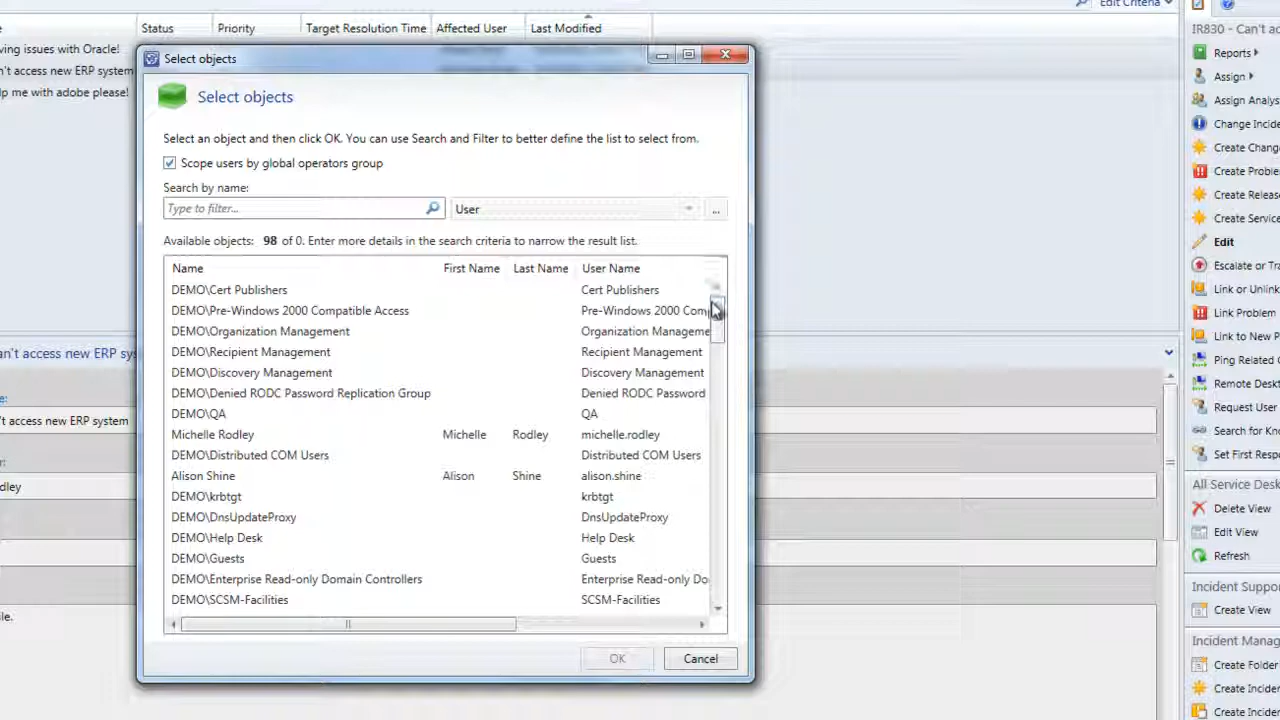 Edit Criteria
Status Priority Target Resolution Time Affected User Last Modified
ving issues with Oracle!
n't access new ERP system
lp me with adobe please!
Select objects
Select objects
Select an object and then click OK. You can use Search and Filter to better define the list to select from.
Scope users by global operators group
Search by name:
Type to filter... User ...
Available objects: 98 of 0. Enter more details in the search criteria to narrow the result list.
Name First Name Last Name User Name
DEMO\Cert Publishers Cert Publishers
DEMO\Pre-Windows 2000 Compatible Access Pre-Windows 2000 Comp
DEMO\Organization Management Organization Manageme
DEMO\Recipient Management Recipient Management
DEMO\Discovery Management Discovery Management
DEMO\Denied RODC Password Replication Group Denied RODC Password
DEMO\QA QA
Michelle Rodley Michelle Rodley michelle.rodley
DEMO\Distributed COM Users Distributed COM Users
Alison Shine Alison Shine alison.shine
DEMO\krbtgt krbtgt
DEMO\DnsUpdateProxy DnsUpdateProxy
DEMO\Help Desk Help Desk
DEMO\Guests Guests
DEMO\Enterprise Read-only Domain Controllers Enterprise Read-only Do
DEMO\SCSM-Facilities SCSM-Facilities
OK Cancel
an't access new ERP sys
e:
't access new ERP system
r:
dley
le.
IR830 - Can't ac
Reports
Assign
Assign Analys
Change Incide
Create Chang
Create Proble
Create Releas
Create Service
Edit
Escalate or Tra
Link or Unlink
Link Problem
Link to New P
Ping Related C
Remote Deskt
Request User
Search for Kno
Set First Respo
All Service Desk
Delete View
Edit View
Refresh
Incident Suppo
Create View
Incident Manag
Create Folder
Create Incide
Create Incide